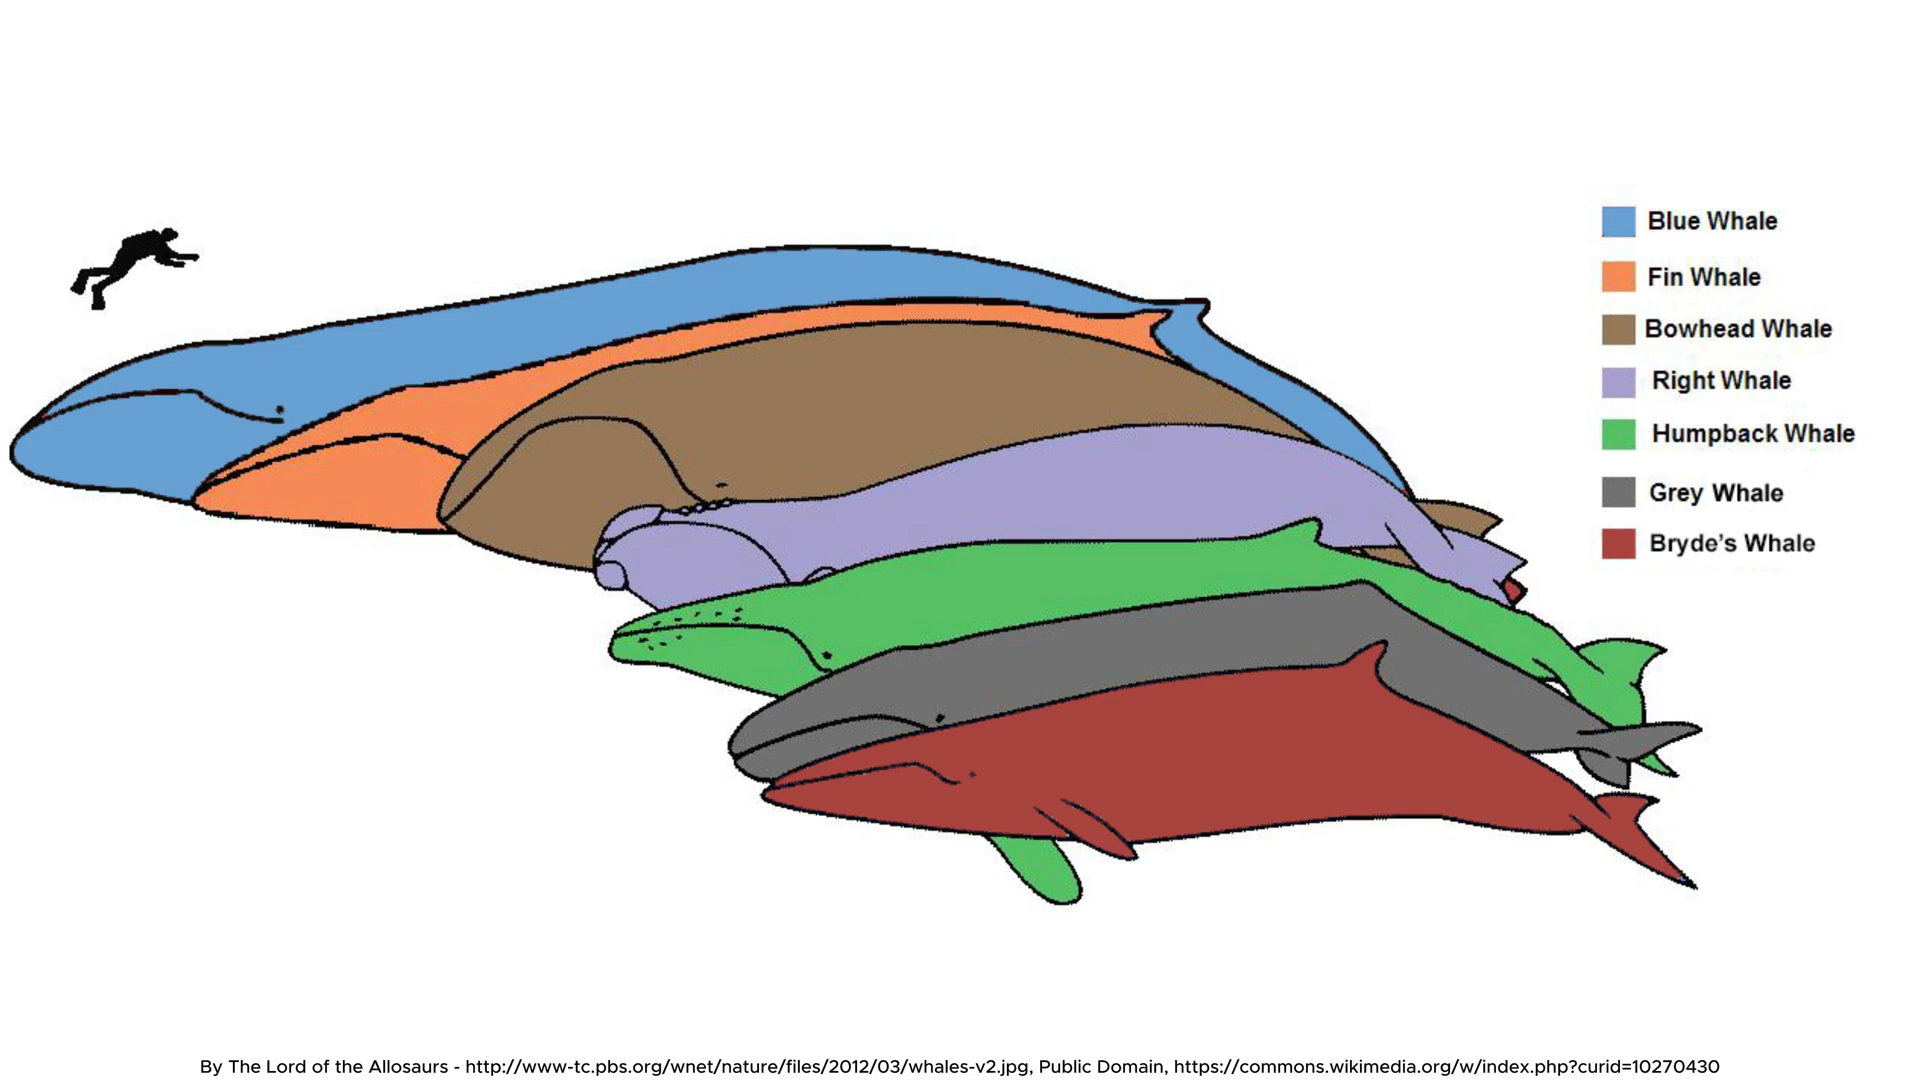 Blue Whale
Fin Whale
Bowhead Whale
Right Whale
Humpback Whale
Grey Whale
Bryde's Whale
By The Lord of the Allosaurs - http://www-tc.pbs.org/wnet/nature/files/2012/03/whales-v2.jpg, Public Domain, https://commons.wikimedia.org/w/index.php?curid=10270430